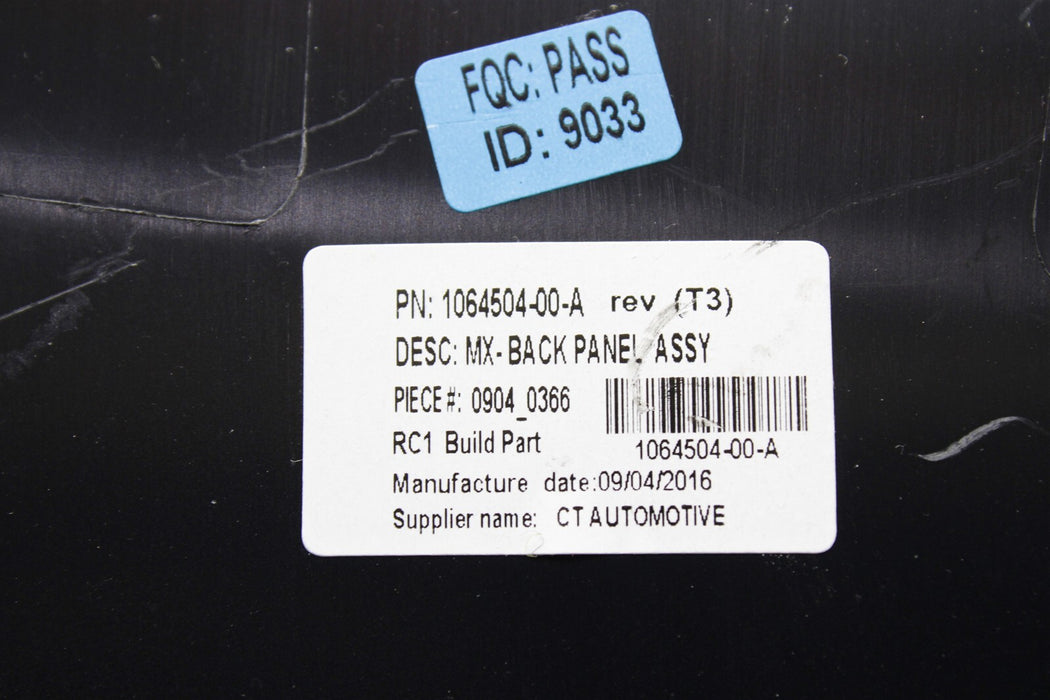 FQC: PASS
ID: 9033
PN: 1064504-00-A rev (T3)
DESC: MX-BACK PANEL ASSY
PIECE#: 0904_0366
RC1 Build Part
1064504-00-A
Manufacture date:09/04/2016
Supplier name: CT AUTOMOTIVE